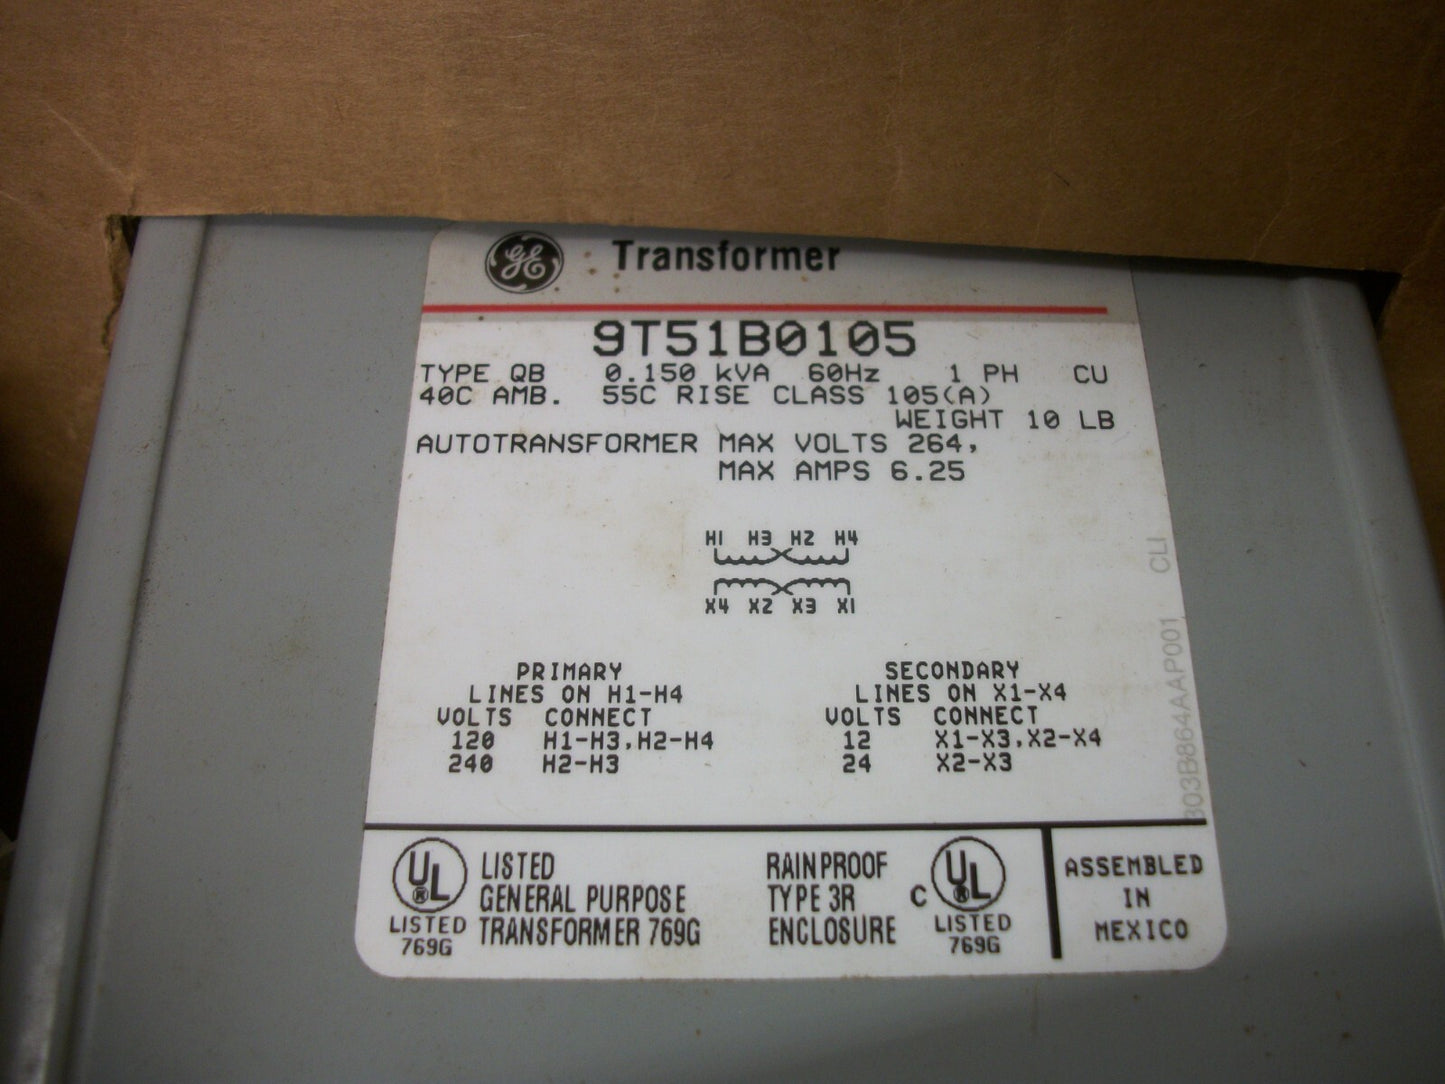 GE Transformer
9T51B0105
TYPE QB 0.150 kVA 60Hz 1 PH CU
40C AMB. 55C RISE CLASS 105(A)
WEIGHT 10 LB
AUTOTRANSFORMER MAX VOLTS 264,
MAX AMPS 6.25
H1 H3 H2 H4
X4 X2 X3 X1
PRIMARY
LINES ON H1-H4
VOLTS CONNECT
120 H1-H3,H2-H4
240 H2-H3
SECONDARY
LINES ON X1-X4
VOLTS CONNECT
12 X1-X3,X2-X4
24 X2-X3
303B864AAP001 CLI
UL ®
LISTED
769G
LISTED
GENERAL PURPOSE
TRANSFORMER 769G
RAINPROOF
TYPE 3R
ENCLOSURE
C UL ®
LISTED
769G
ASSEMBLED
IN
MEXICO